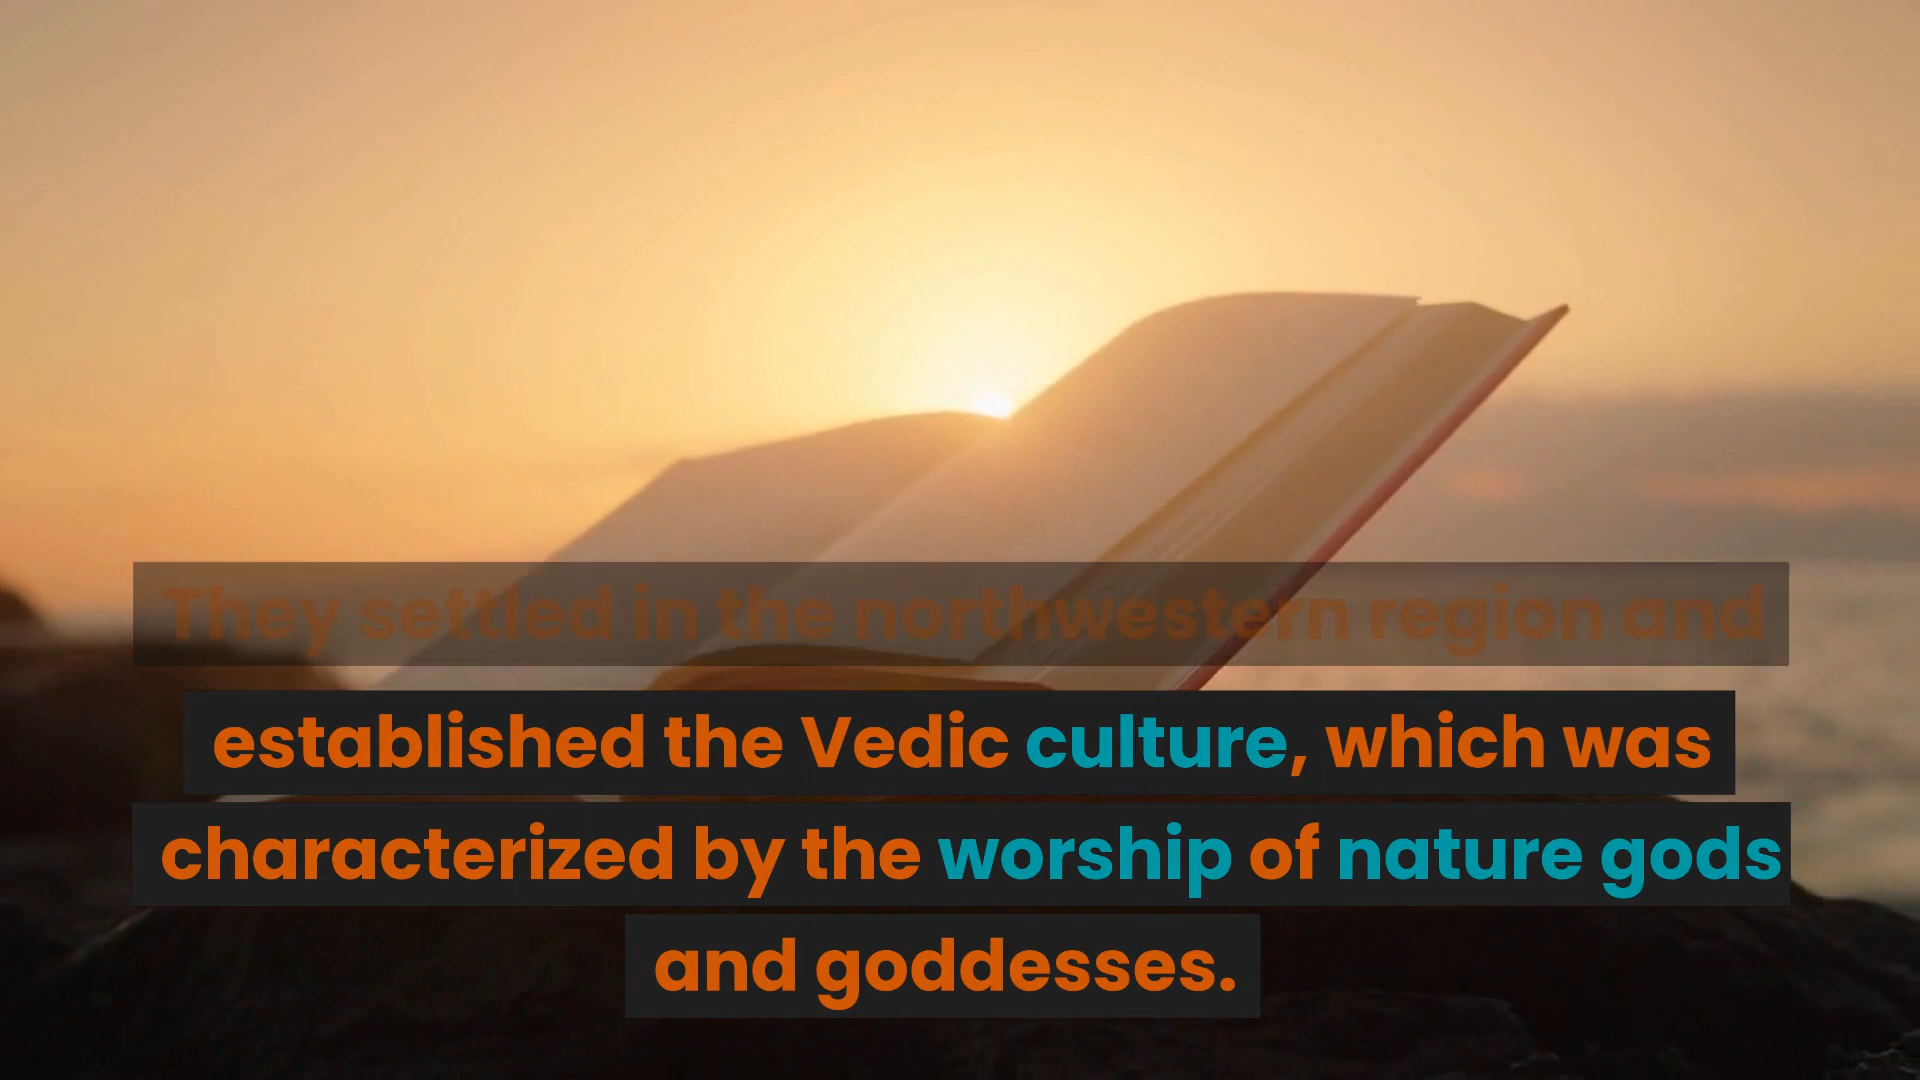 They settled in the northwestern region and
established the Vedic culture, which was
characterized by the worship of nature gods
and goddesses.